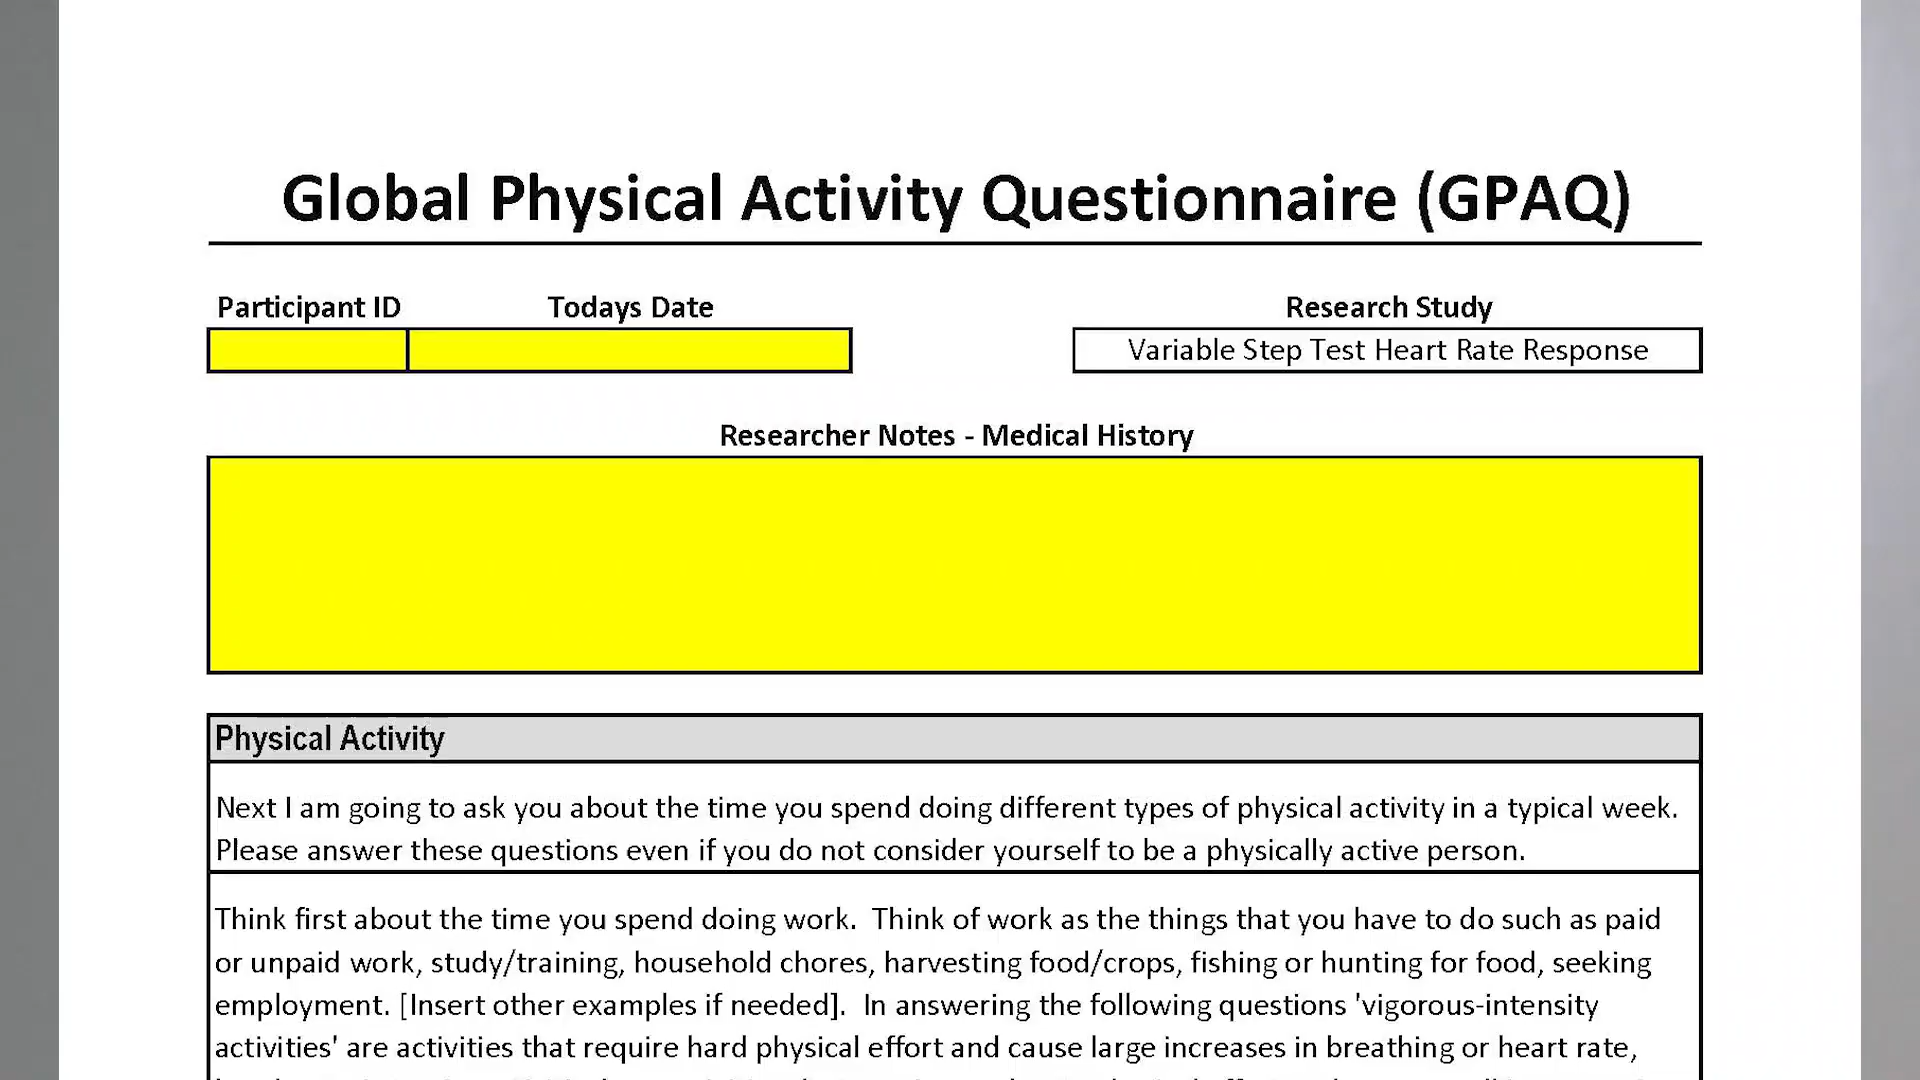 Global Physical Activity Questionnaire (GPAQ)
Participant ID
Todays Date
Research Study
Variable Step Test Heart Rate Response
Researcher Notes - Medical History
Physical Activity
Next I am going to ask you about the time you spend doing different types of physical activity in a typical week.
Please answer these questions even if you do not consider yourself to be a physically active person.
Think first about the time you spend doing work.  Think of work as the things that you have to do such as paid
or unpaid work, study/training, household chores, harvesting food/crops, fishing or hunting for food, seeking
employment. [Insert other examples if needed].  In answering the following questions 'vigorous-intensity
activities' are activities that require hard physical effort and cause large increases in breathing or heart rate,